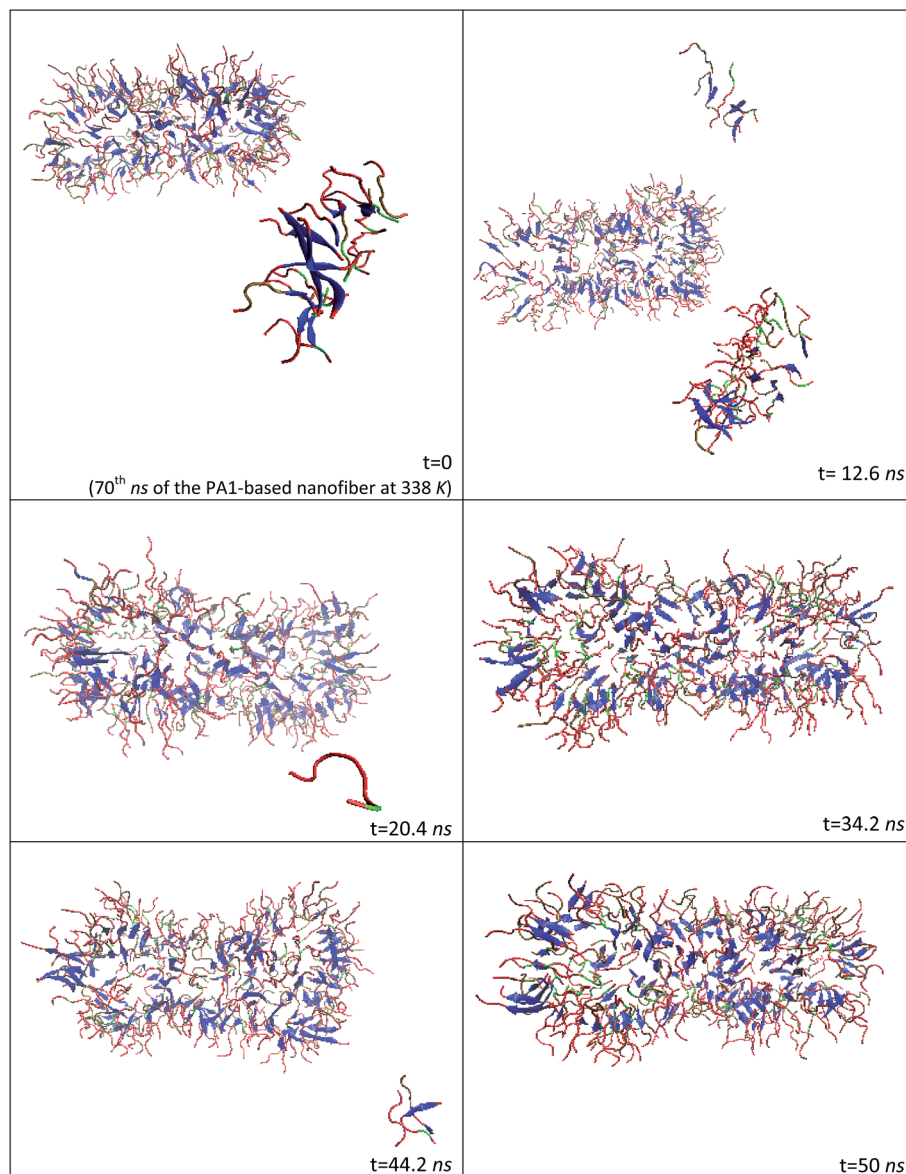 t=0
(70th ns of the PA1-based nanofiber at 338 K)
t= 12.6 ns
t=20.4 ns
t=34.2 ns
t=44.2 ns
t=50 ns